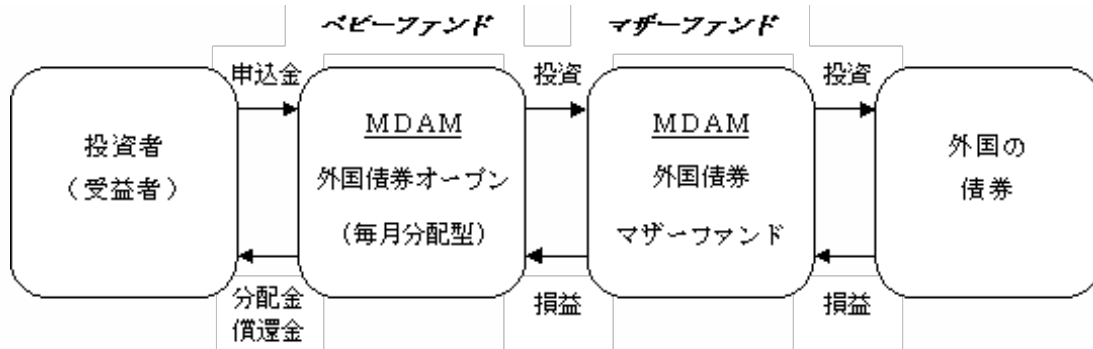 ベビーファンド
マザーファンド
申込金
投資
投資
投資者
(受益者)
MDAM
外国債券オープン
(毎月分配型)
MDAM
外国債券
マザーファンド
外国の
債券
分配金
償還金
損益
損益